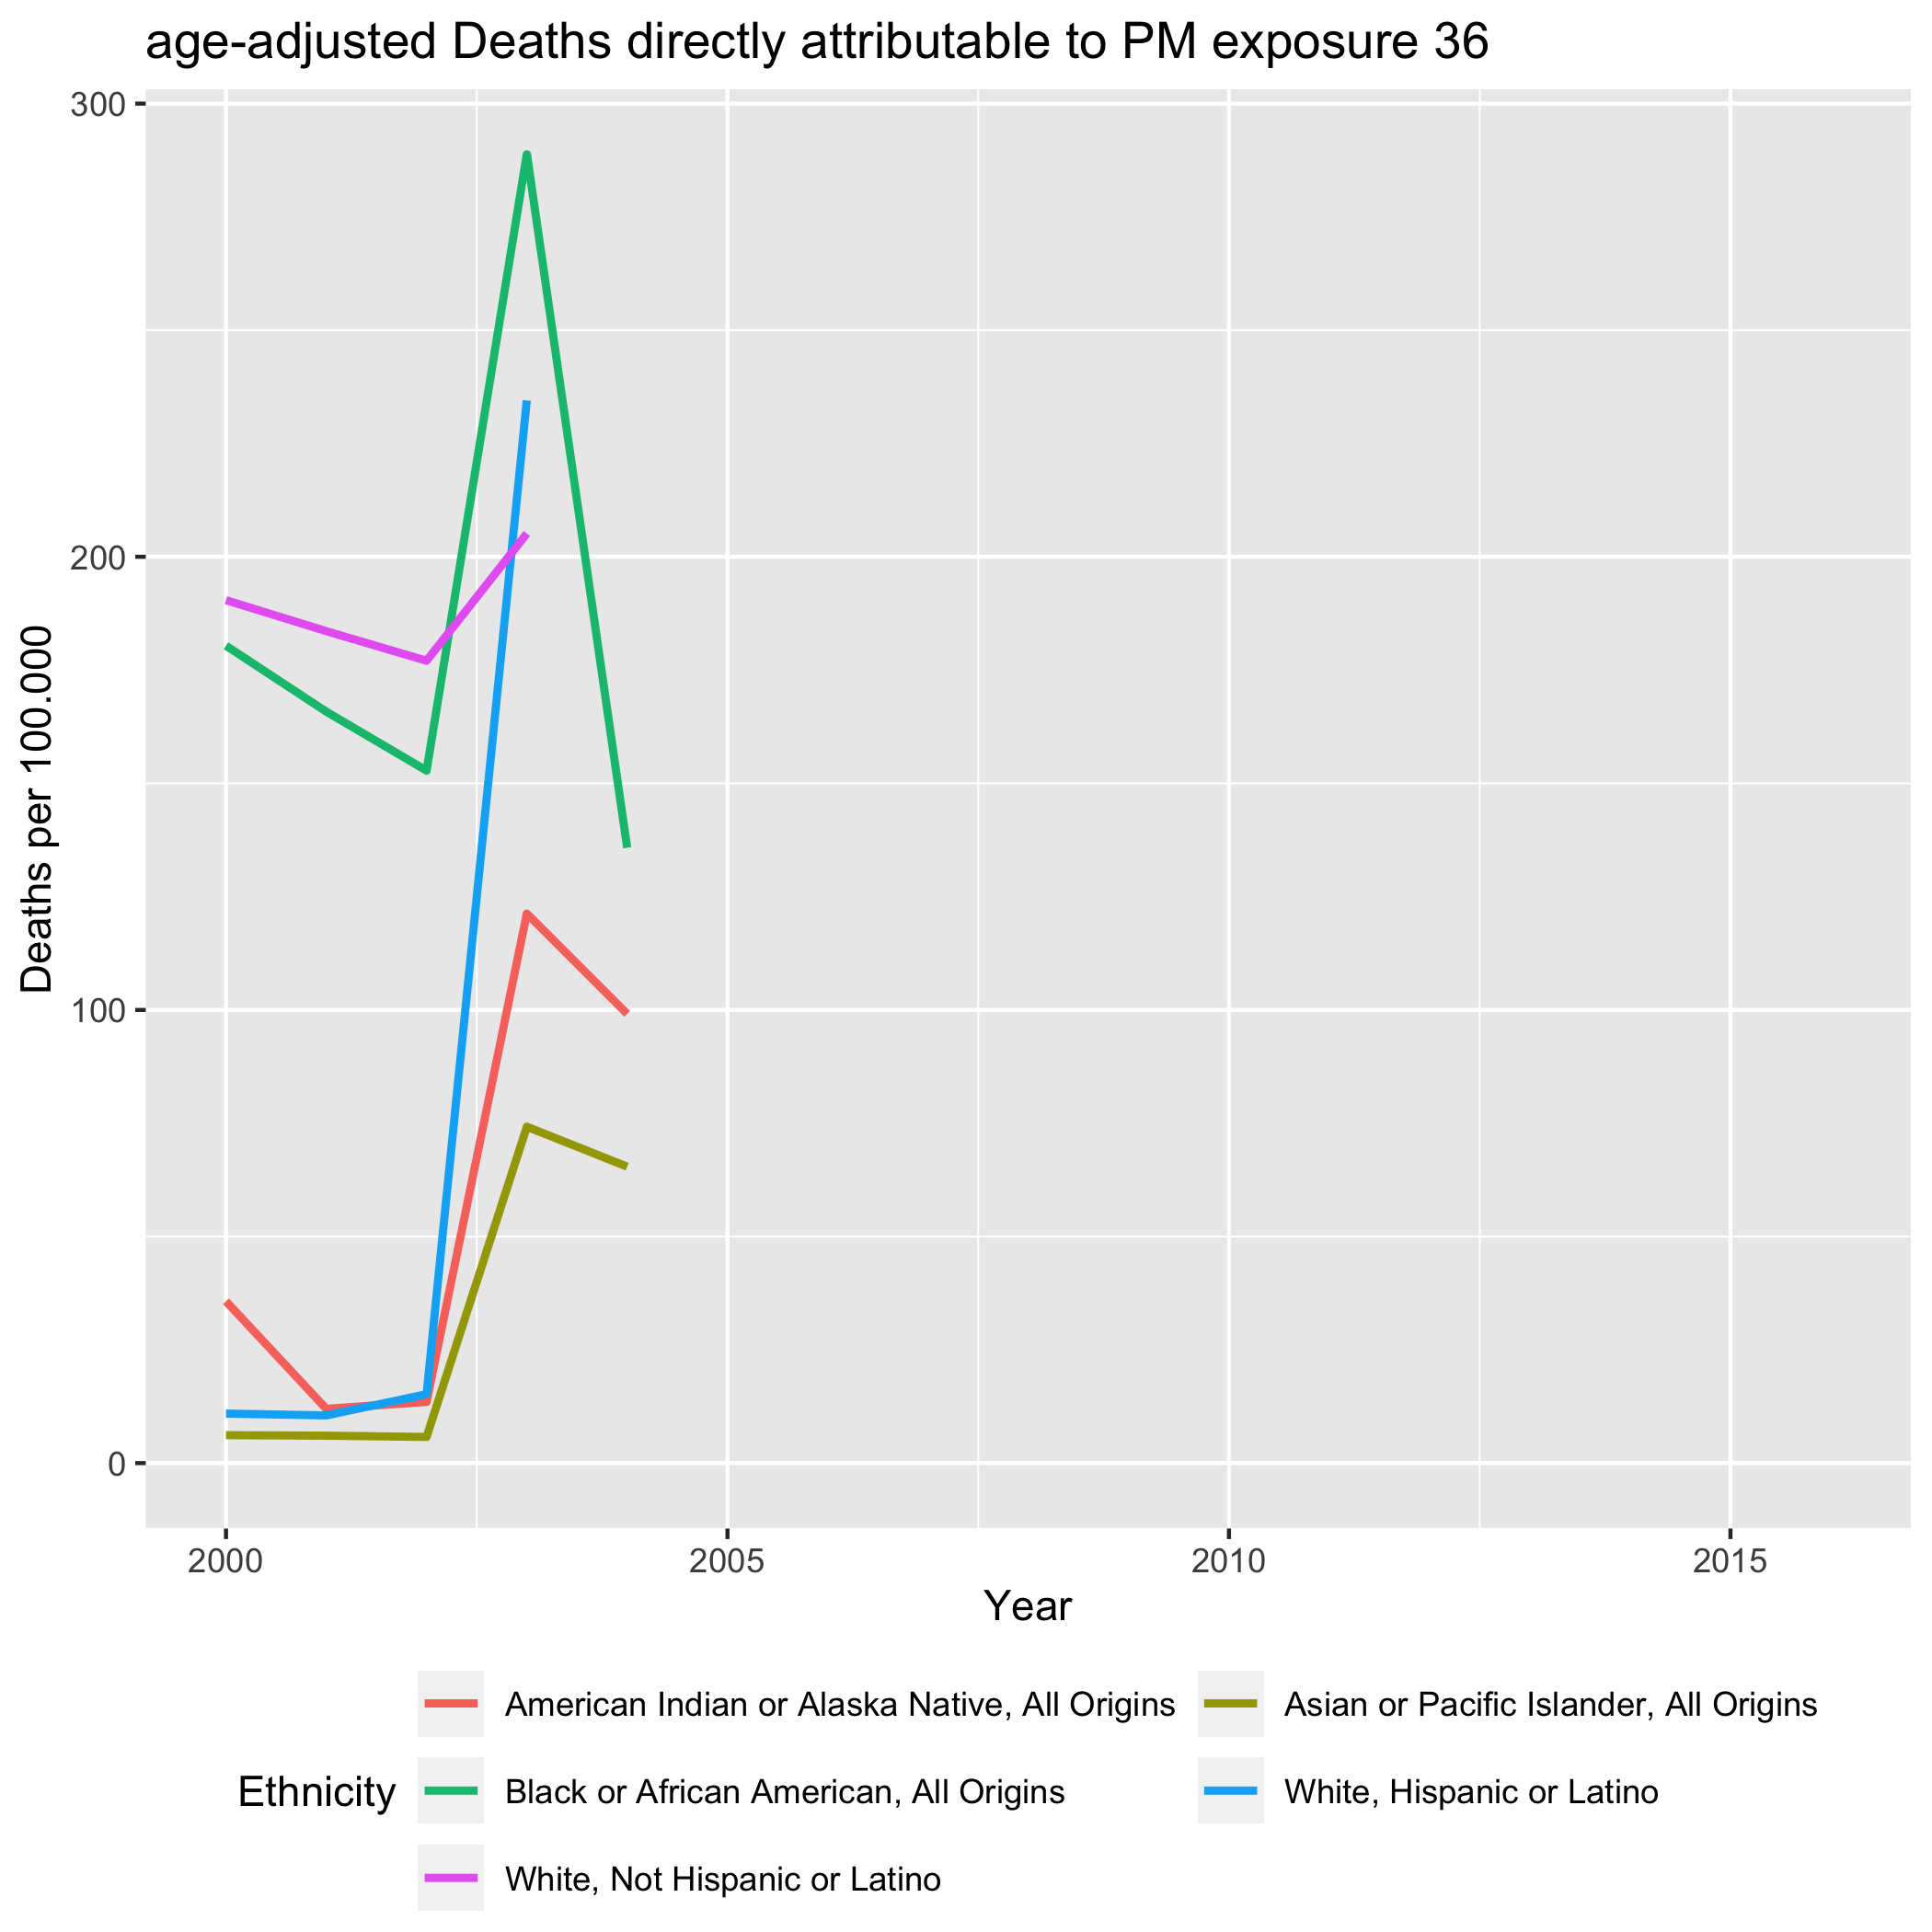 age-adjusted Deaths directly attributable to PM exposure 36
300
200
100
0
Deaths per 100.000
2000 2005 2010 2015
Year
Ethnicity
American Indian or Alaska Native, All Origins
Asian or Pacific Islander, All Origins
Black or African American, All Origins
White, Hispanic or Latino
White, Not Hispanic or Latino